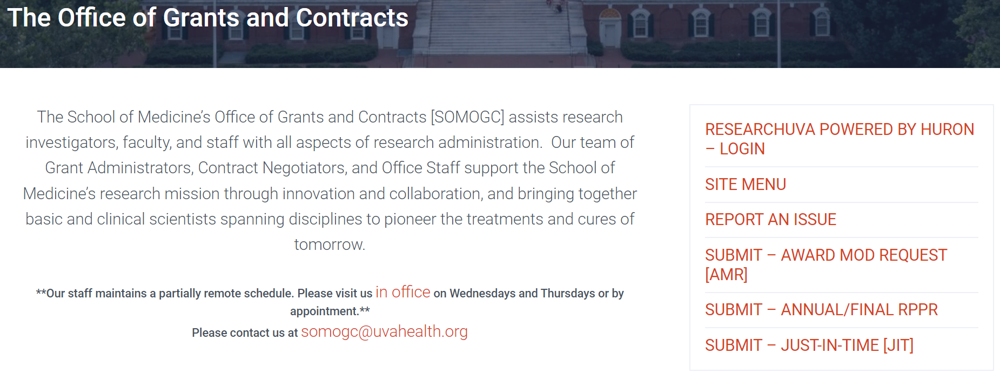 The Office of Grants and Contracts
The School of Medicine’s Office of Grants and Contracts [SOMOGC] assists research
investigators, faculty, and staff with all aspects of research administration.  Our team of
Grant Administrators, Contract Negotiators, and Office Staff support the School of
Medicine’s research mission through innovation and collaboration, and bringing together
basic and clinical scientists spanning disciplines to pioneer the treatments and cures of
tomorrow.
**Our staff maintains a partially remote schedule. Please visit us in office on Wednesdays and Thursdays or by
appointment.**
Please contact us at somogc@uvahealth.org
RESEARCHUVA POWERED BY HURON
– LOGIN
SITE MENU
REPORT AN ISSUE
SUBMIT – AWARD MOD REQUEST
[AMR]
SUBMIT – ANNUAL/FINAL RPPR
SUBMIT – JUST-IN-TIME [JIT]